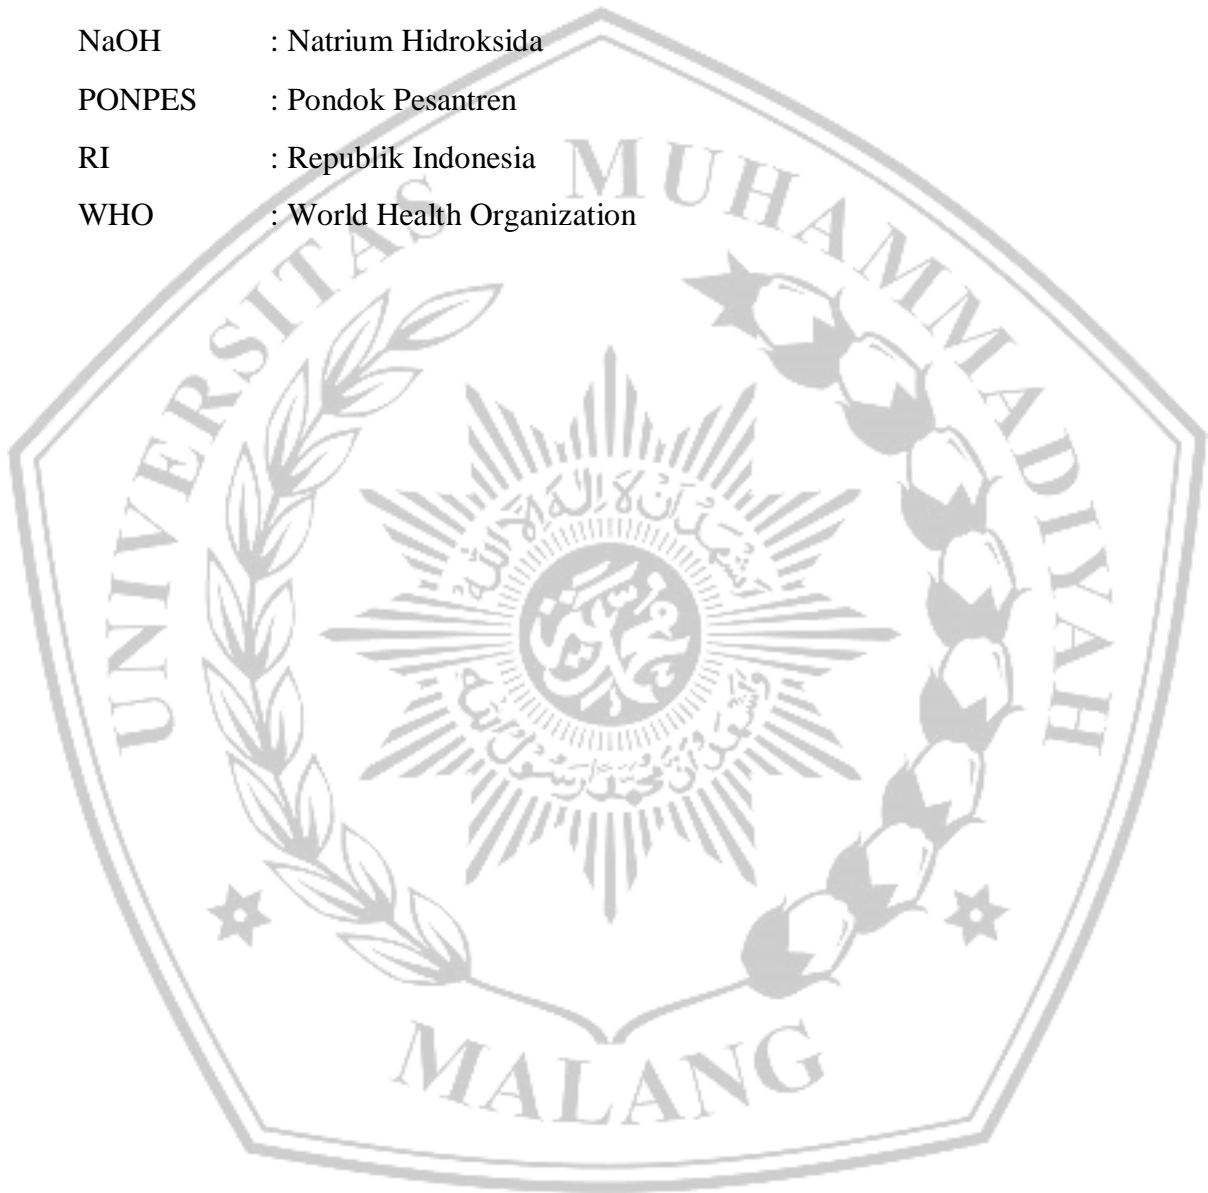 NaOH : Natrium Hidroksida
PONPES : Pondok Pesantren
RI : Republik Indonesia
WHO : World Health Organization
UNIVERSITAS MUHAMMADIYAH
MALANG